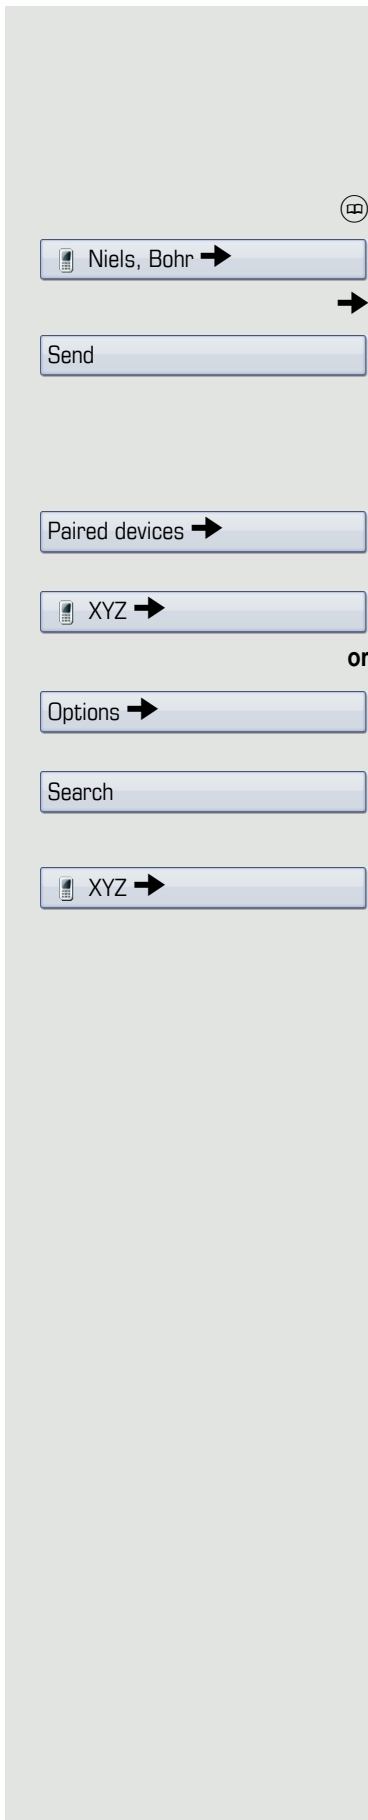 Niels, Bohr
Send
Paired devices
XYZ
or
Options
Search
XYZ